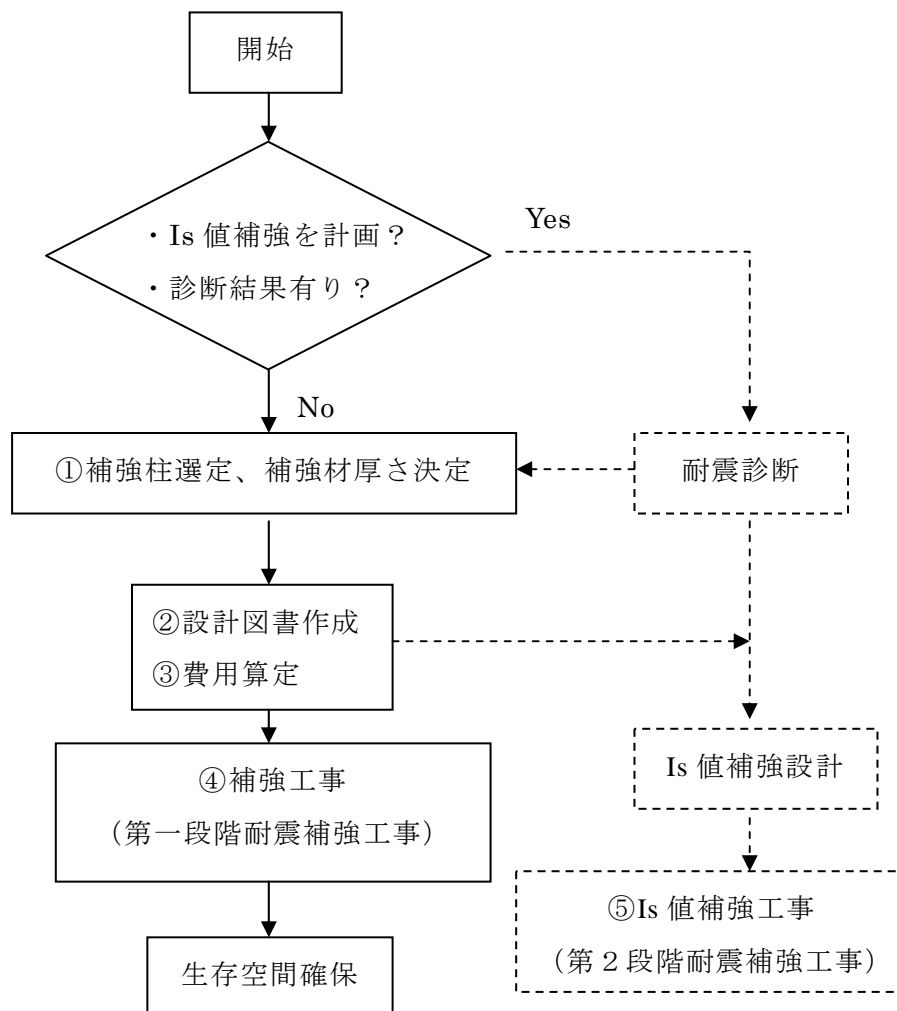 開始
・Is 値補強を計画？
・診断結果有り？
Yes
No
①補強柱選定、補強材厚さ決定
耐震診断
②設計図書作成
③費用算定
Is 値補強設計
④補強工事
（第一段階耐震補強工事）
⑤Is 値補強工事
（第２段階耐震補強工事）
生存空間確保